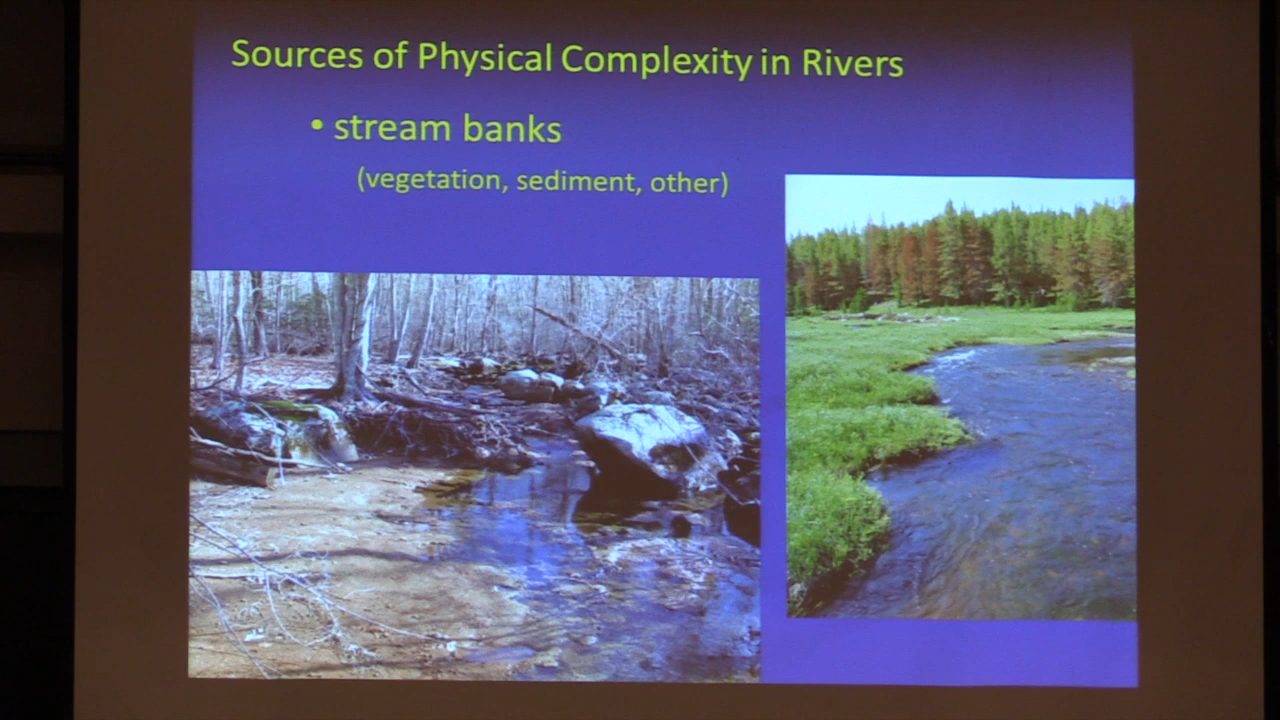 Sources of Physical Complexity in Rivers
• stream banks
(vegetation, sediment, other)